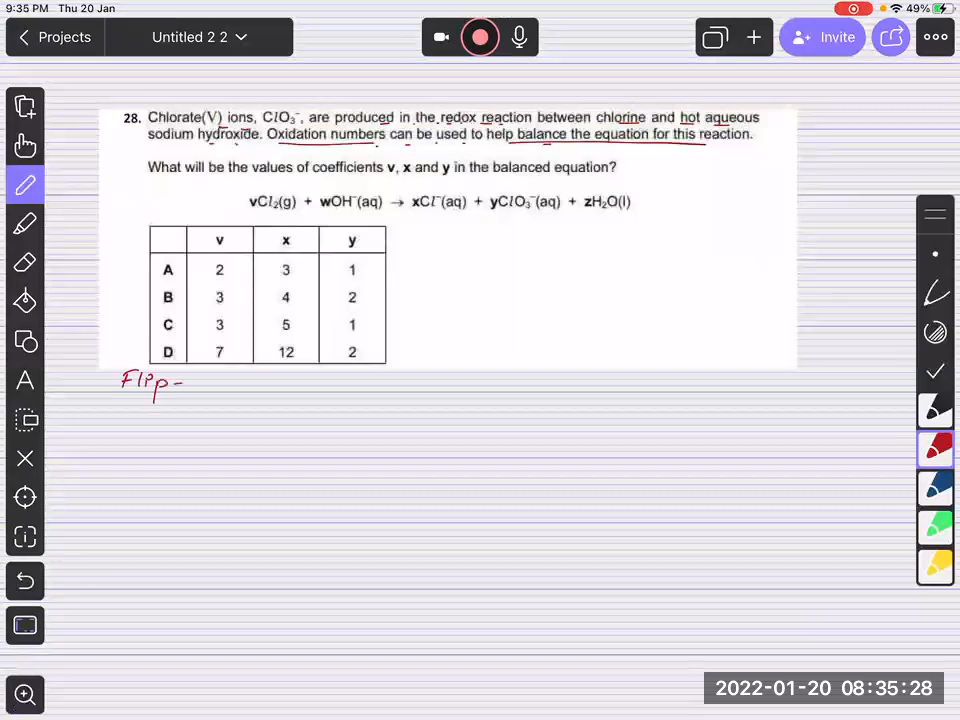 9:35 PM Thu 20 Jan 49%
Projects Untitled 2 2 Invite
28. Chlorate(V) ions, ClO₃⁻, are produced in the redox reaction between chlorine and hot aqueous
sodium hydroxide. Oxidation numbers can be used to help balance the equation for this reaction.
What will be the values of coefficients v, x and y in the balanced equation?
vCl₂(g) + wOH⁻(aq) → xCl⁻(aq) + yClO₃⁻(aq) + zH₂O(l)
v x y
A 2 3 1
B 3 4 2
C 3 5 1
D 7 12 2
Flip -
2022-01-20 08:35:28